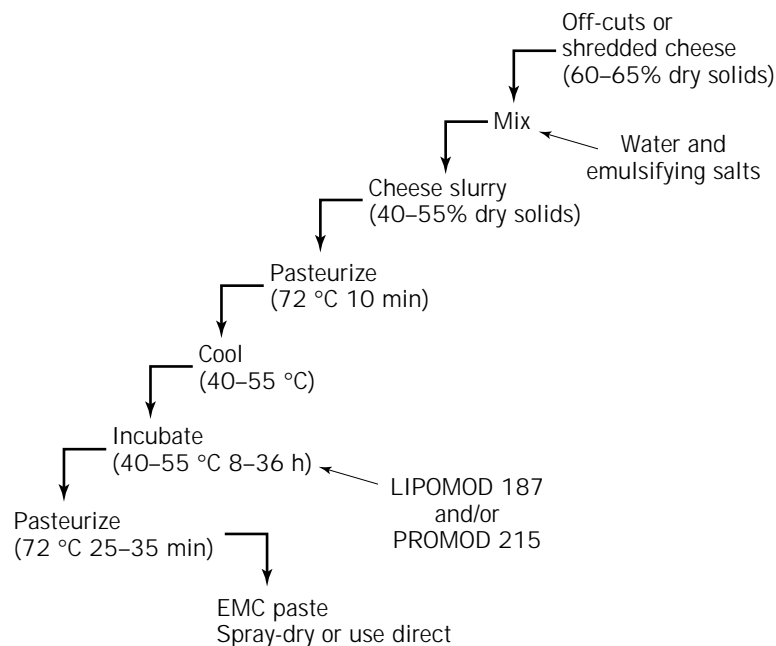 Off-cuts or
shredded cheese
(60–65% dry solids)
Mix
Water and
emulsifying salts
Cheese slurry
(40–55% dry solids)
Pasteurize
(72 °C 10 min)
Cool
(40–55 °C)
Incubate
(40–55 °C 8–36 h)
LIPOMOD 187
and/or
PROMOD 215
Pasteurize
(72 °C 25–35 min)
EMC paste
Spray-dry or use direct